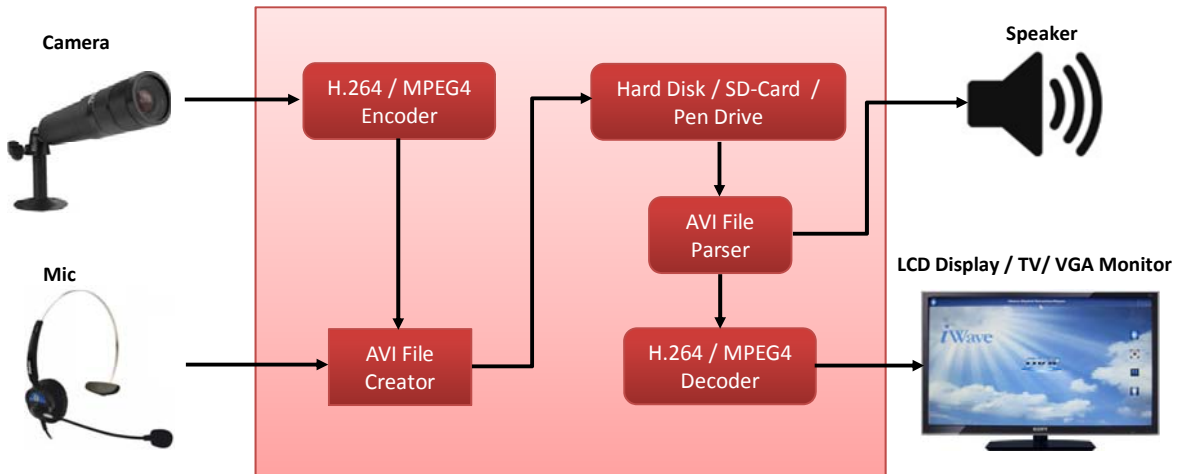 Camera
H.264 / MPEG4
Encoder
Hard Disk / SD-Card /
Pen Drive
Speaker
AVI File
Parser
Mic
LCD Display / TV/ VGA Monitor
AVI File
Creator
H.264 / MPEG4
Decoder
iWave
SONY